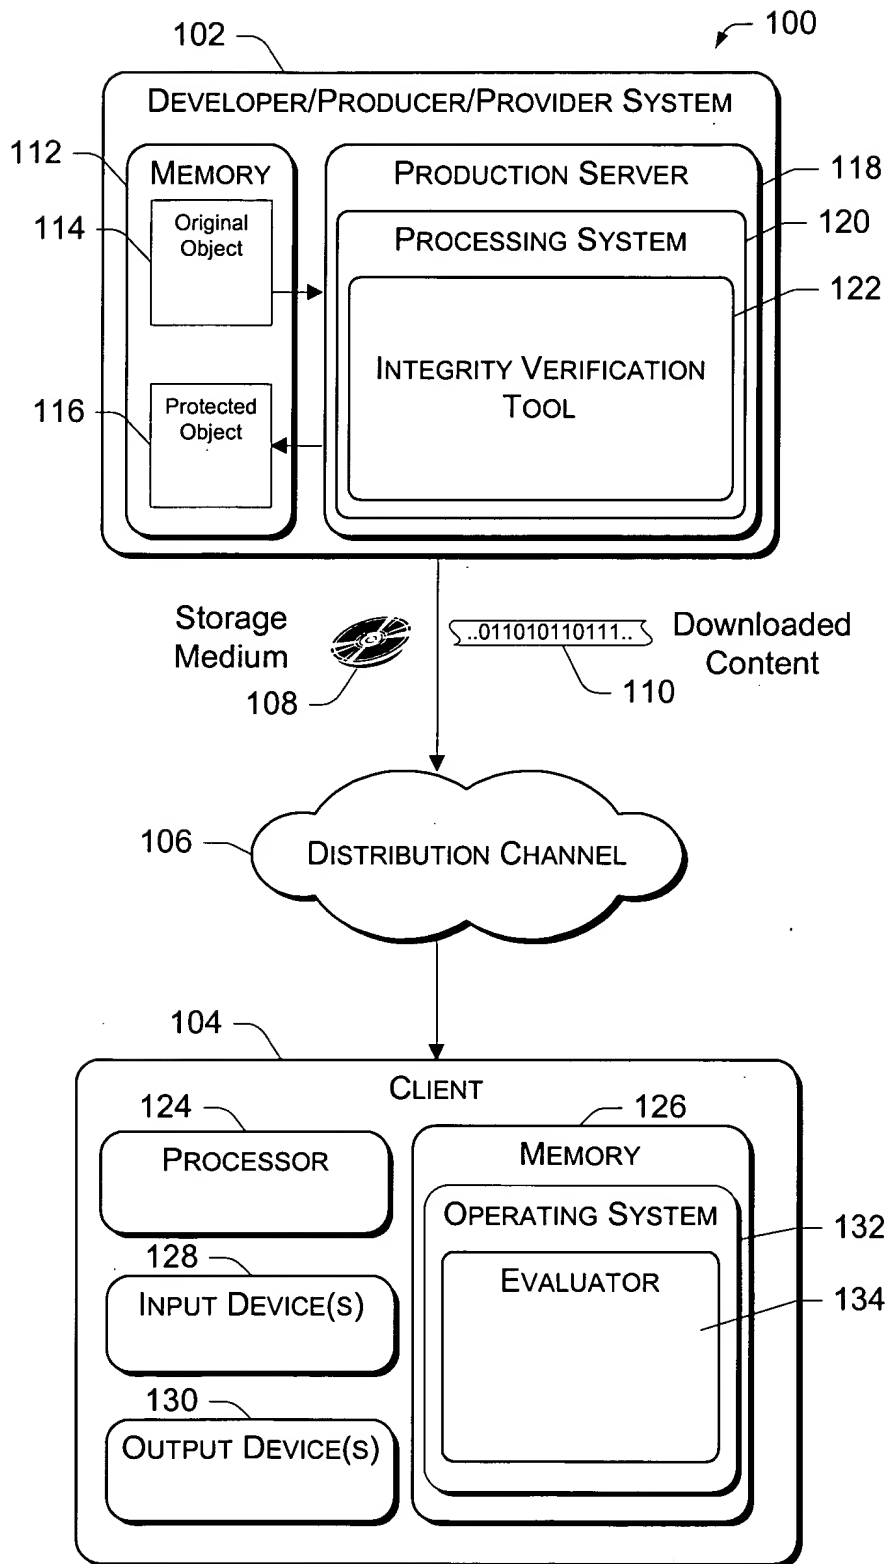 100
102
DEVELOPER/PRODUCER/PROVIDER SYSTEM
112
MEMORY
PRODUCTION SERVER
118
114
Original
Object
PROCESSING SYSTEM
120
122
INTEGRITY VERIFICATION
TOOL
116
Protected
Object
Storage
Medium
108
..011010110111..
110
Downloaded
Content
106
DISTRIBUTION CHANNEL
104
CLIENT
124
PROCESSOR
126
MEMORY
OPERATING SYSTEM
132
128
INPUT DEVICE(S)
EVALUATOR
134
130
OUTPUT DEVICE(S)